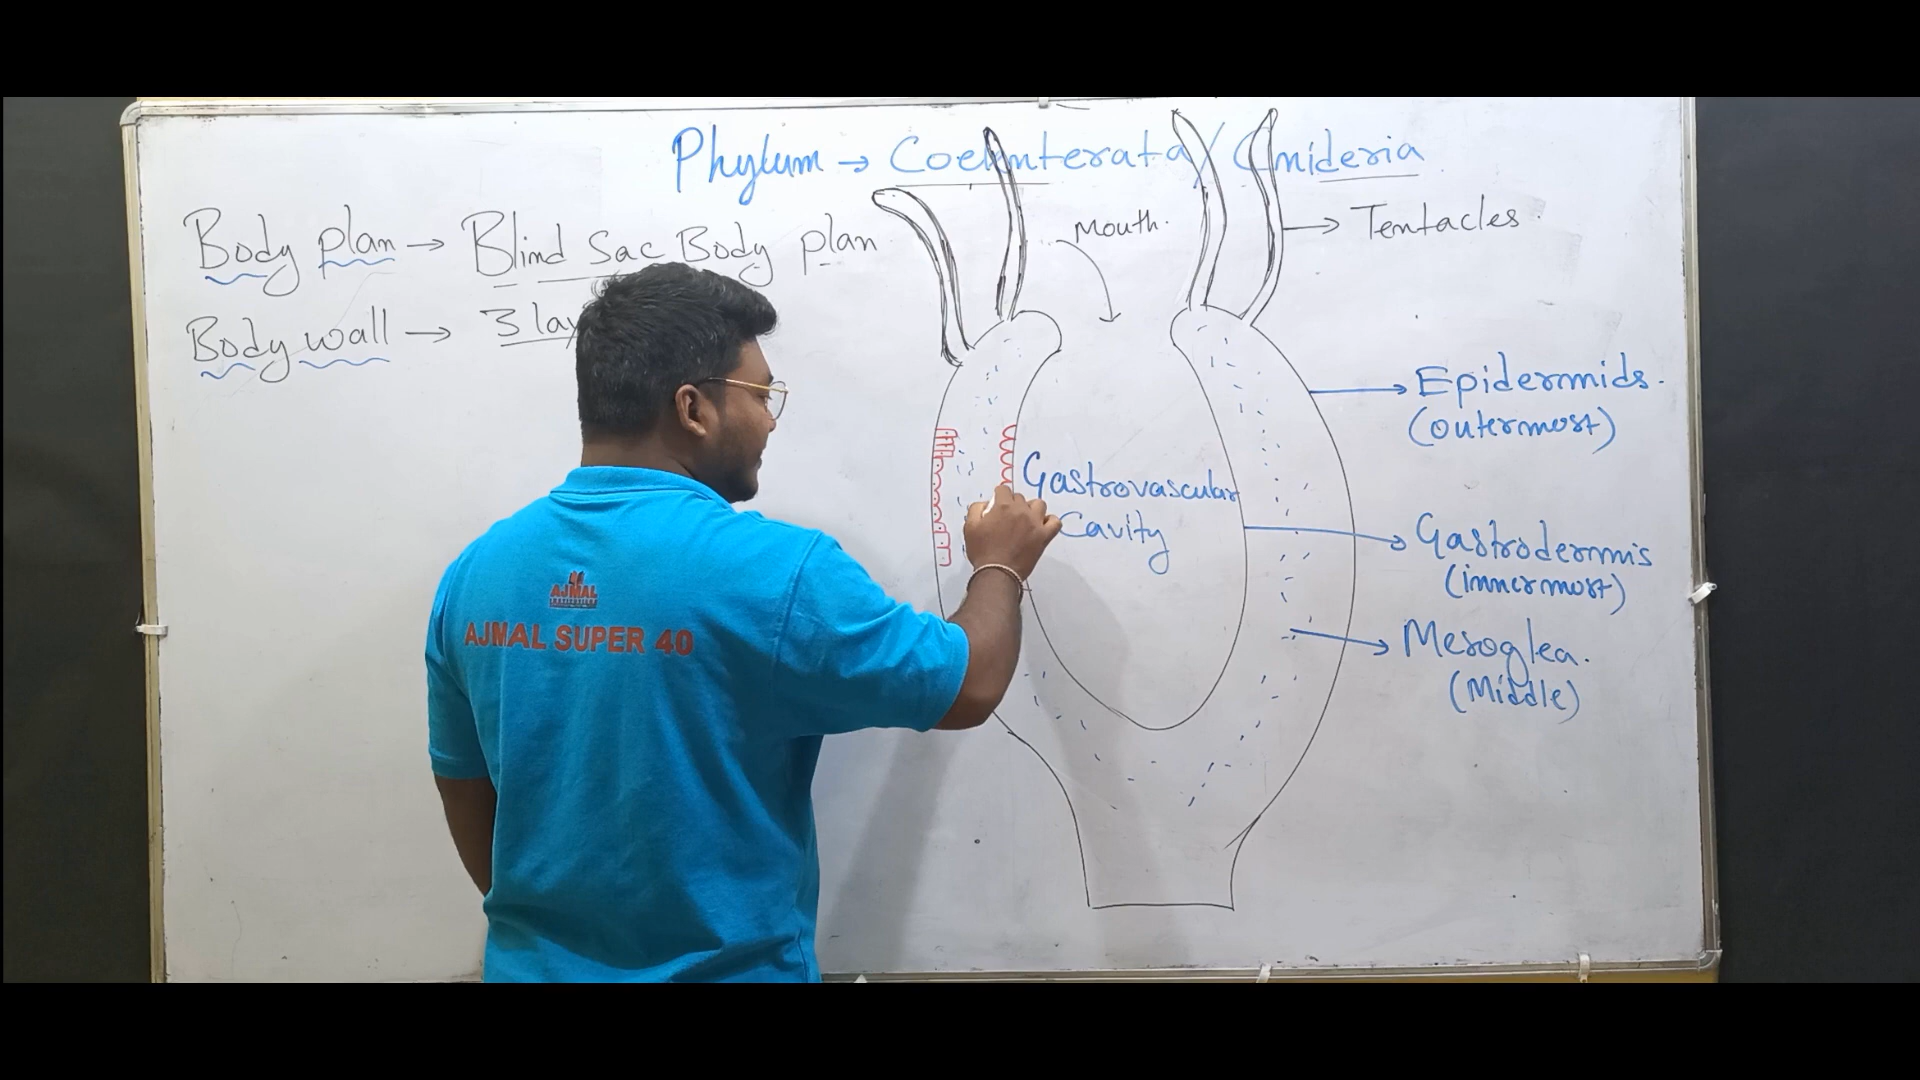 Phylum → Coelenterata / Cnideria
Body plan → Blind Sac Body plan
Body wall → 3 lay
Mouth.
→ Tentacles.
Epidermids.
(outermost)
Gastrovascular
Cavity
Gastrodermis
(innermost)
Mesoglea.
(Middle)
AJMAL
AJMAL SUPER 40